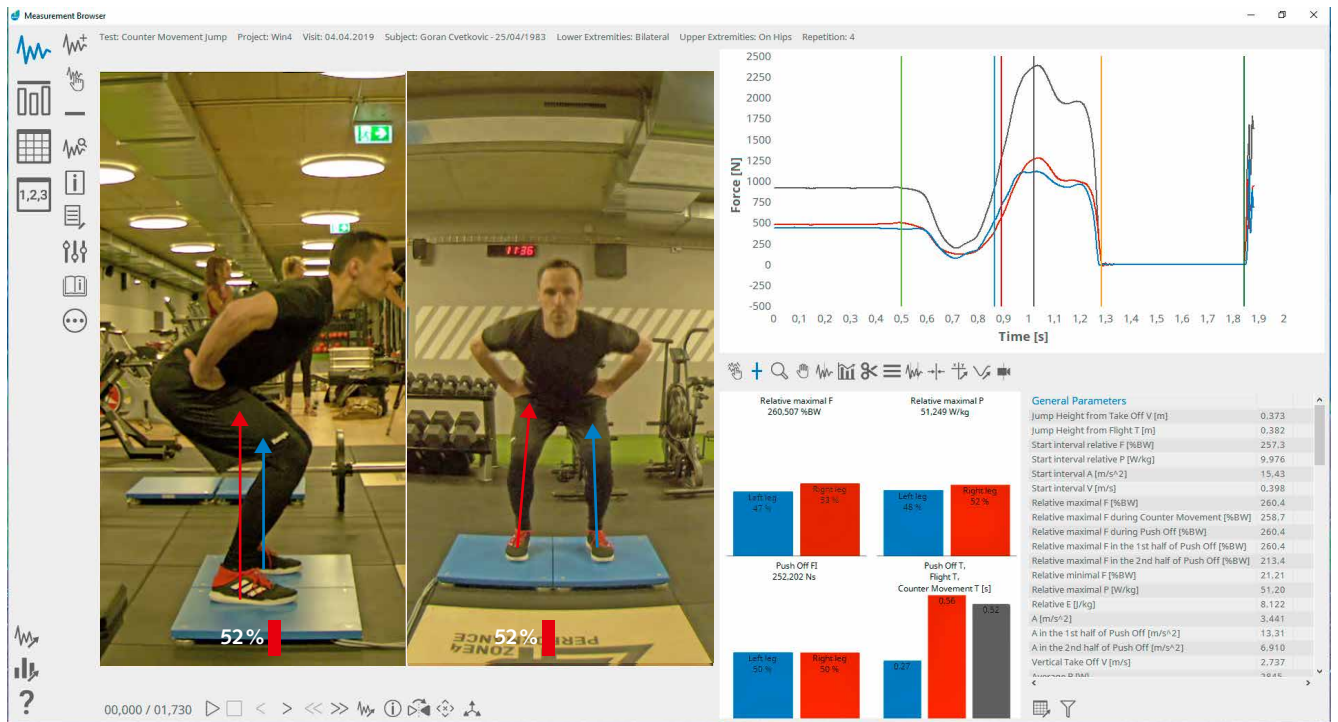 Measurement Browser
Test: Counter Movement Jump Project: Win4 Visit: 04.04.2019 Subject: Goran Cvetkovic - 25/04/1983 Lower Extremities: Bilateral Upper Extremities: On Hips Repetition: 4
1,2,3
11:36
ZONE4
PERFORMANCE
52%
52%
00,000 / 01,730
Force [N]
2500
2250
2000
1750
1500
1250
1000
750
500
250
0
-250
-500
0 0,1 0,2 0,3 0,4 0,5 0,6 0,7 0,8 0,9 1 1,1 1,2 1,3 1,4 1,5 1,6 1,7 1,8 1,9 2
Time [s]
Relative maximal F
260,507 %BW
Left leg
47 %
Right leg
53 %
Relative maximal P
51,249 W/kg
Left leg
48 %
Right leg
52 %
Push Off FI
252.202 Ns
Left leg
50 %
Right leg
50 %
Push Off T,
Flight T,
Counter Movement T [s]
0.27
0.56
0.52
General Parameters
Jump Height from Take Off V [m] 0.373
Jump Height from Flight T [m] 0.382
Start interval relative F [%BW] 257.3
Start interval relative P [W/kg] 9,976
Start interval A [m/s^2] 15,43
Start interval V [m/s] 0,398
Relative maximal F [%BW] 260.4
Relative maximal F during Counter Movement [%BW] 258.7
Relative maximal F during Push Off [%BW] 260.4
Relative maximal F in the 1st half of Push Off [%BW] 260.4
Relative maximal F in the 2nd half of Push Off [%BW] 213.4
Relative minimal F [%BW] 21.21
Relative maximal P [W/kg] 51.20
Relative E [J/kg] 8.122
A [m/s^2] 3.441
A in the 1st half of Push Off [m/s^2] 13,31
A in the 2nd half of Push Off [m/s^2] 6.910
Vertical Take Off V [m/s] 2.737